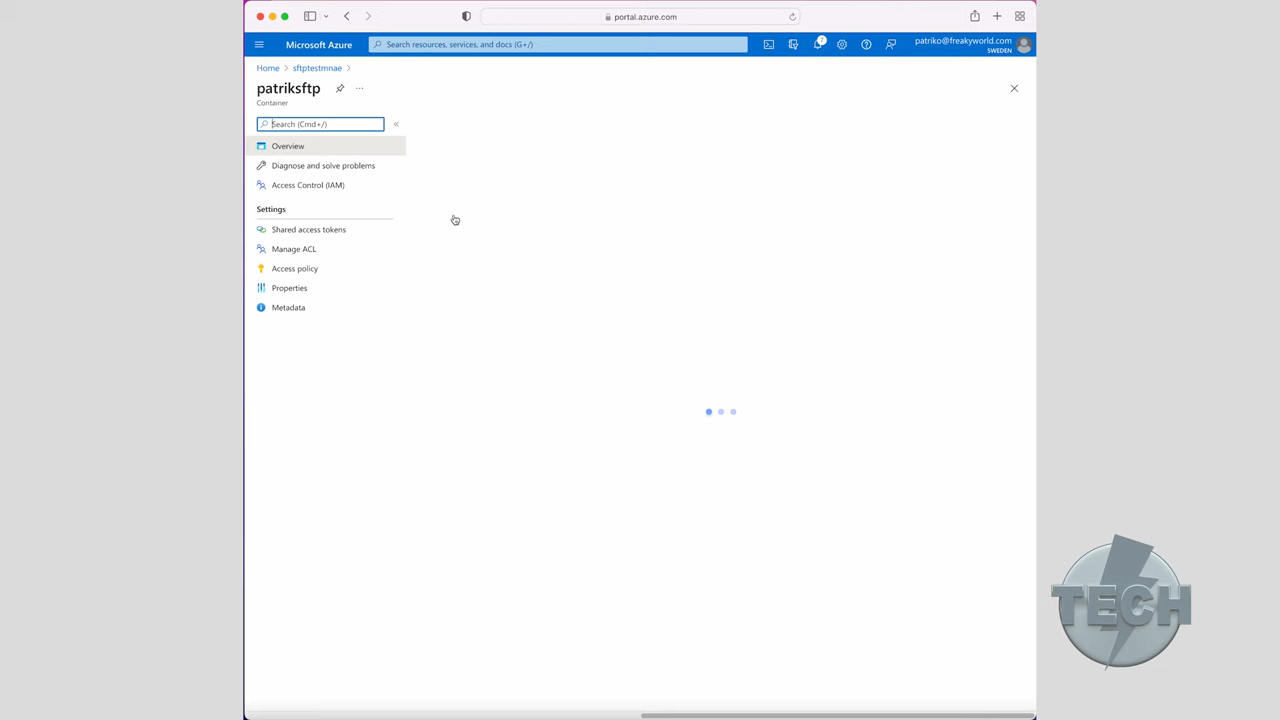 portal.azure.com
Microsoft Azure
Search resources, services, and docs (G+/)
7
patriko@freakyworld.com
SWEDEN
Home > sftptestmnae >
patriksftp
Container
Search (Cmd+/)
Overview
Diagnose and solve problems
Access Control (IAM)
Settings
Shared access tokens
Manage ACL
Access policy
Properties
Metadata
TECH